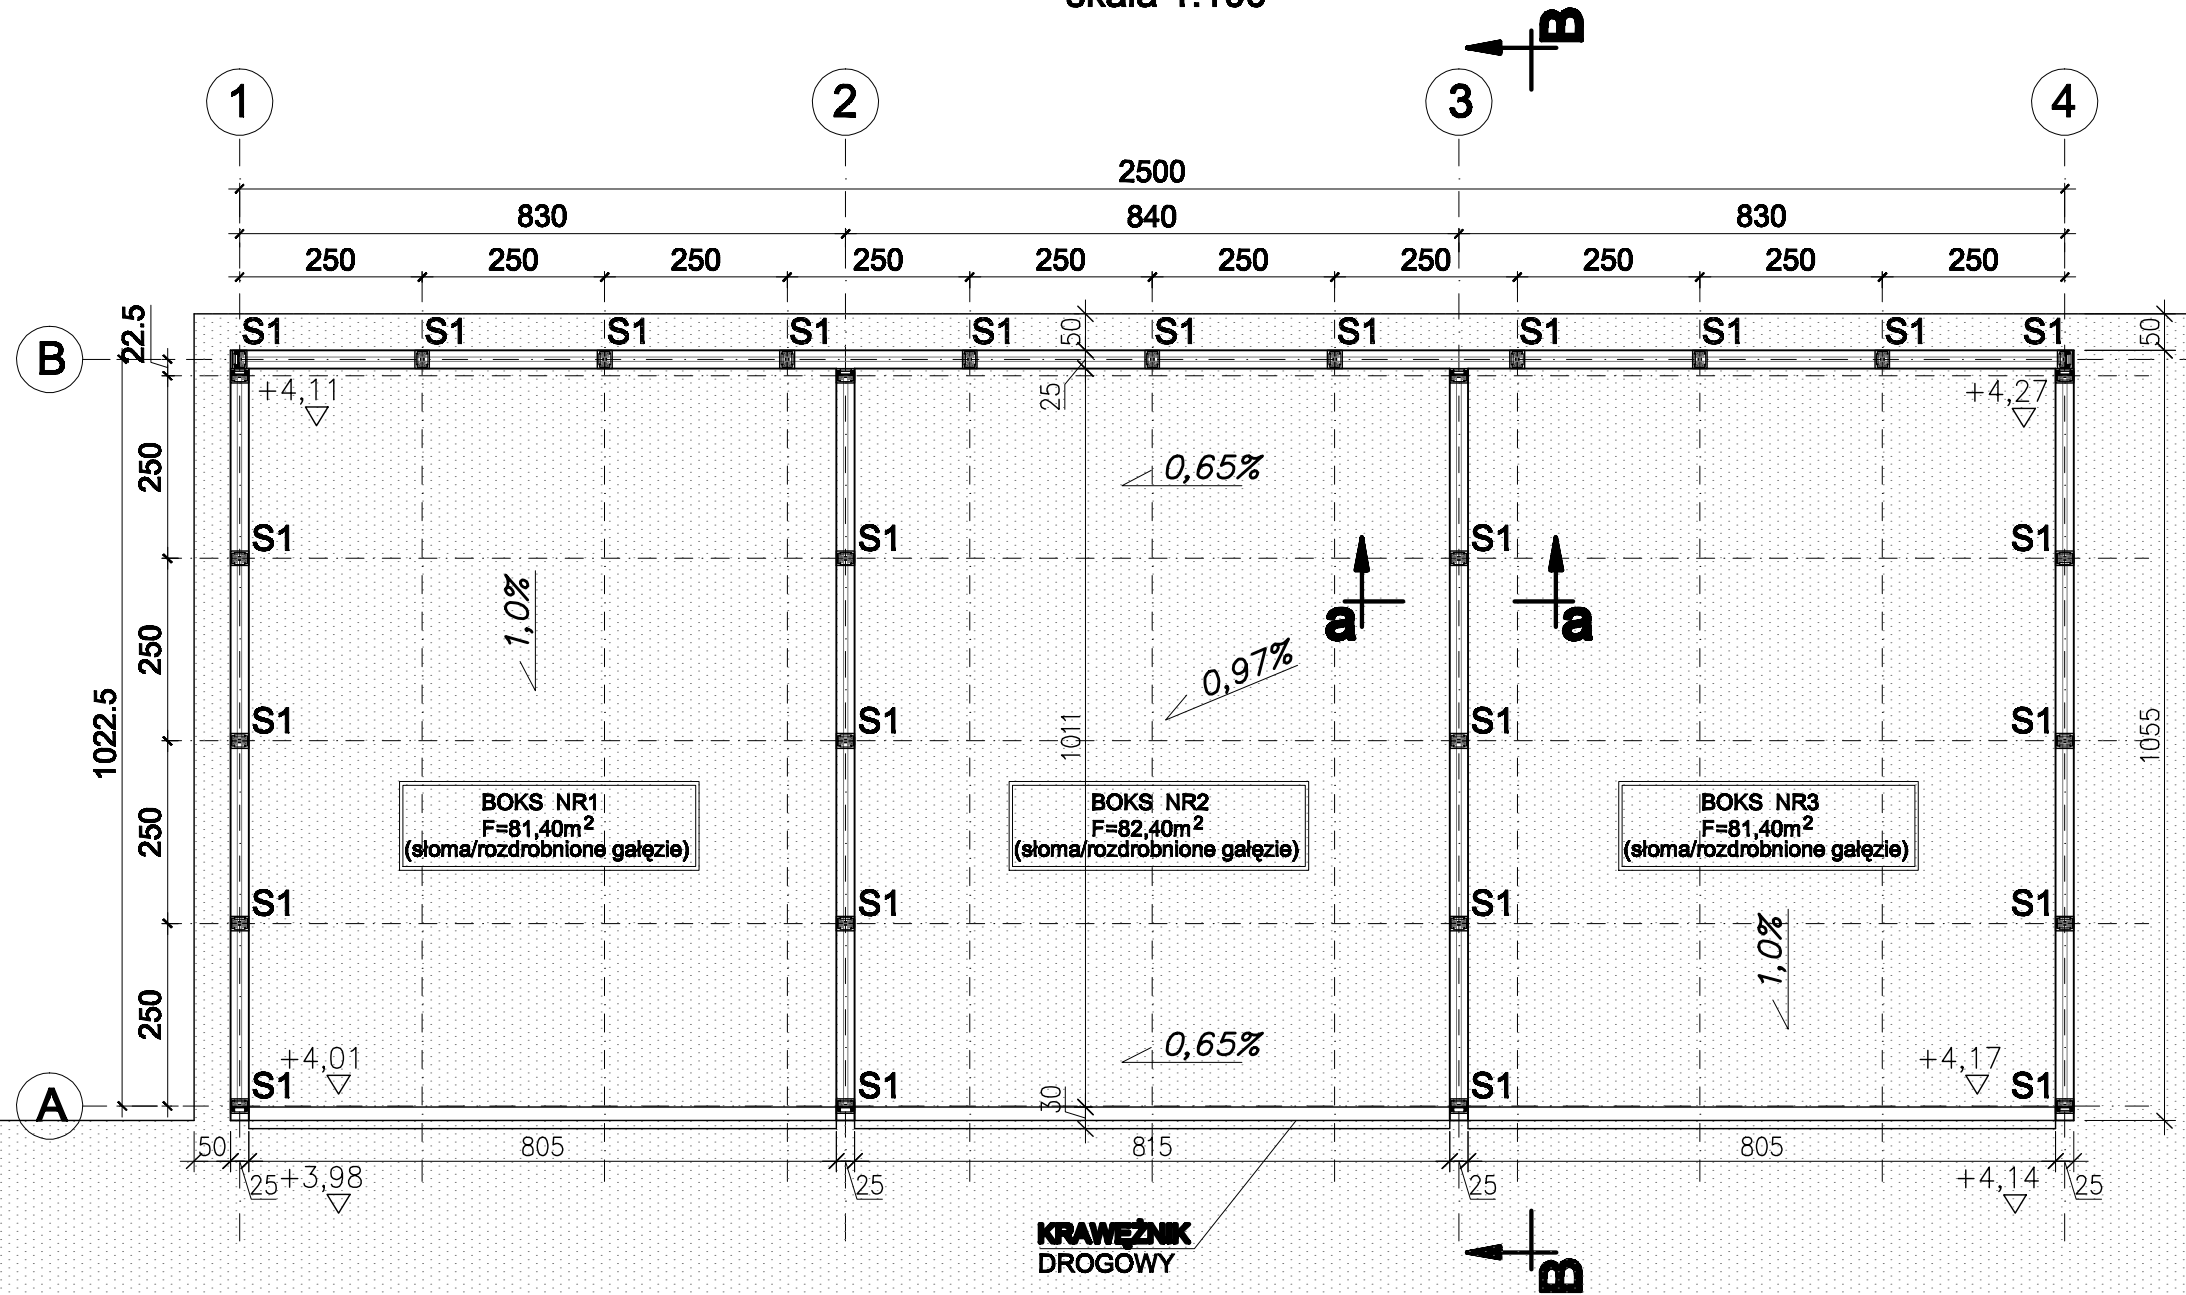 B
1 2 3 4
2500
830 840 830
250 250 250 250 250 250 250 250 250 250
22.5
S1 S1 S1 S1 S1 50 S1 S1 S1 S1 S1 S1 50
B
+4,11 25 +4,27
250 0,65%
S1 S1 S1 S1
1,0% a a
250 0,97%
S1 S1 S1 S1
1022.5 1011 1055
BOKS NR1
F=81,40m²
(słoma/rozdrobnione gałęzie)
BOKS NR2
F=82,40m²
(słoma/rozdrobnione gałęzie)
BOKS NR3
F=81,40m²
(słoma/rozdrobnione gałęzie)
250
S1 S1 S1 S1
1,0%
250
+4,01 0,65% +4,17
A S1 S1 30 S1 S1
50 805 815 805
25 +3,98 25 25 +4,14 25
KRAWĘŻNIK
DROGOWY
B